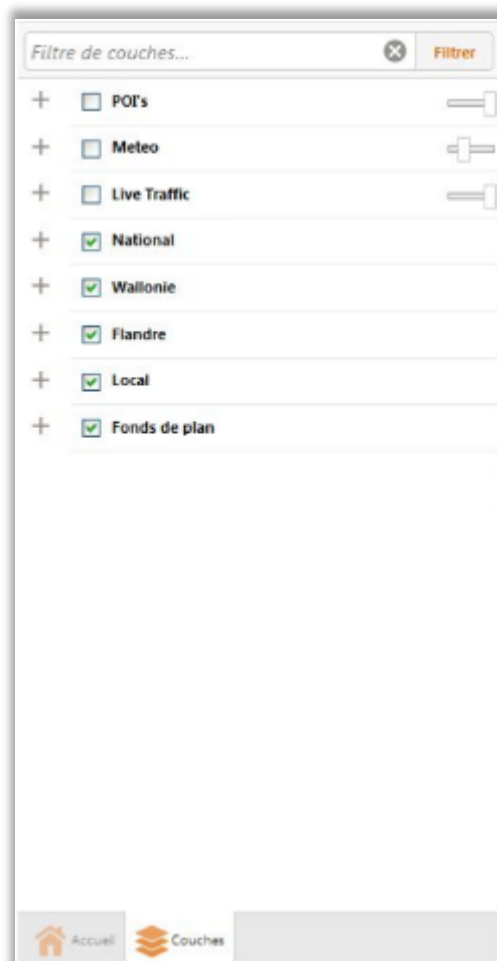 Filtre de couches... Filtrer
POI's
Meteo
Live Traffic
National
Wallonie
Flandre
Local
Fonds de plan
Accueil Couches